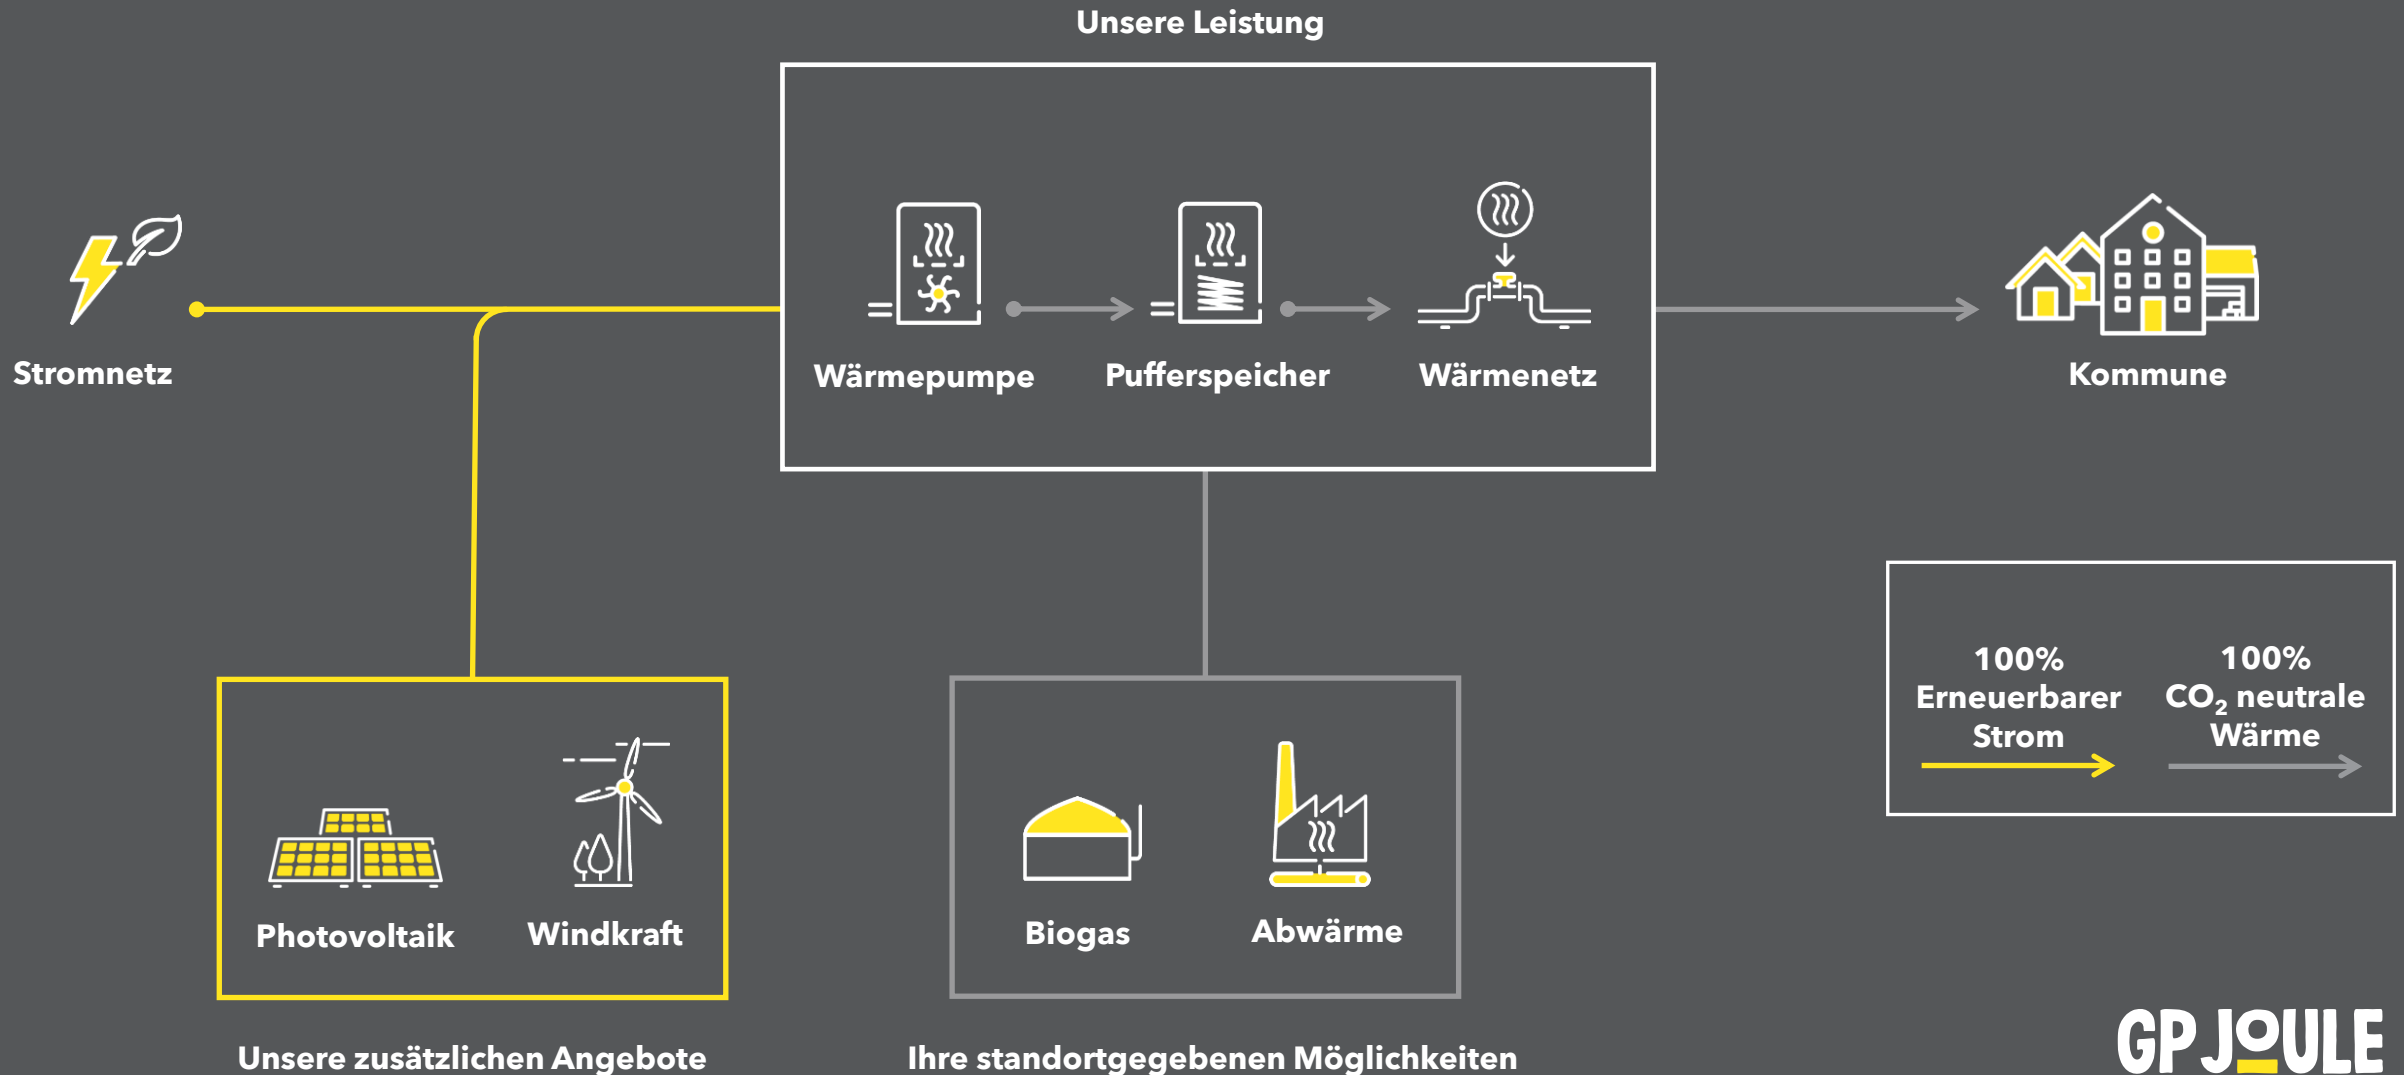 Unsere Leistung
Stromnetz
Wärmepumpe
Pufferspeicher
Wärmenetz
Kommune
100%
Erneuerbarer
Strom
100%
CO₂ neutrale
Wärme
Photovoltaik
Windkraft
Biogas
Abwärme
Unsere zusätzlichen Angebote
Ihre standortgegebenen Möglichkeiten
GP JOULE